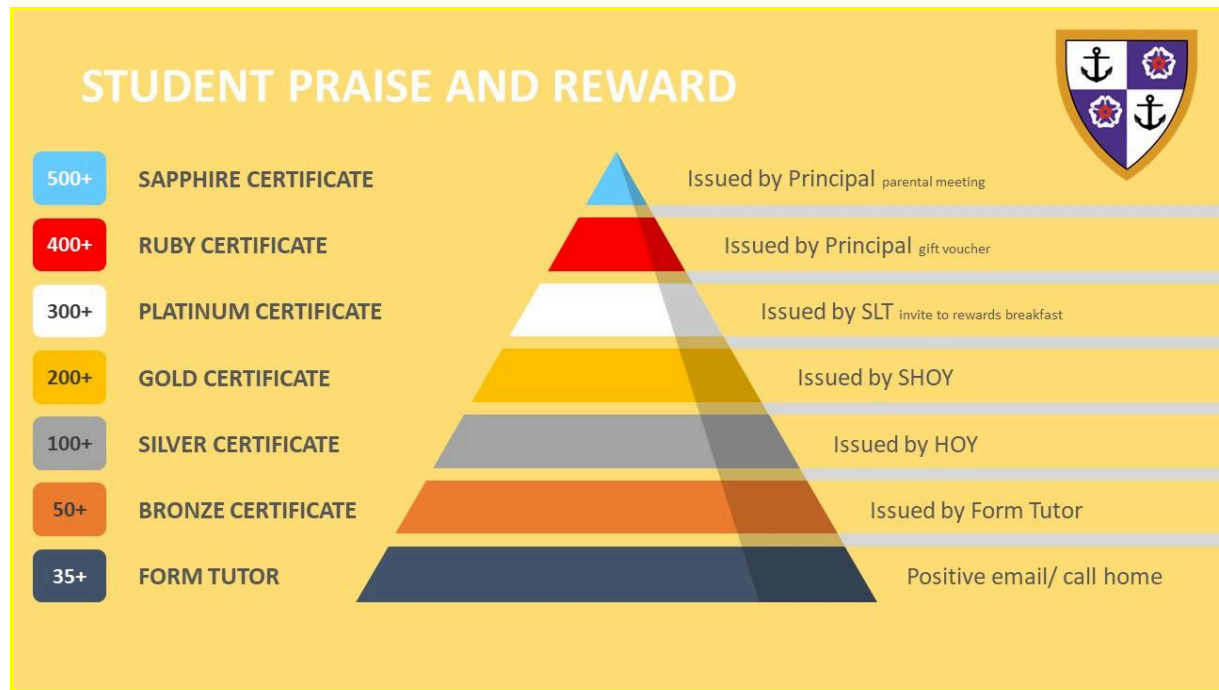 STUDENT PRAISE AND REWARD
500+ SAPPHIRE CERTIFICATE Issued by Principal parental meeting
400+ RUBY CERTIFICATE Issued by Principal gift voucher
300+ PLATINUM CERTIFICATE Issued by SLT invite to rewards breakfast
200+ GOLD CERTIFICATE Issued by SHOY
100+ SILVER CERTIFICATE Issued by HOY
50+ BRONZE CERTIFICATE Issued by Form Tutor
35+ FORM TUTOR Positive email/ call home